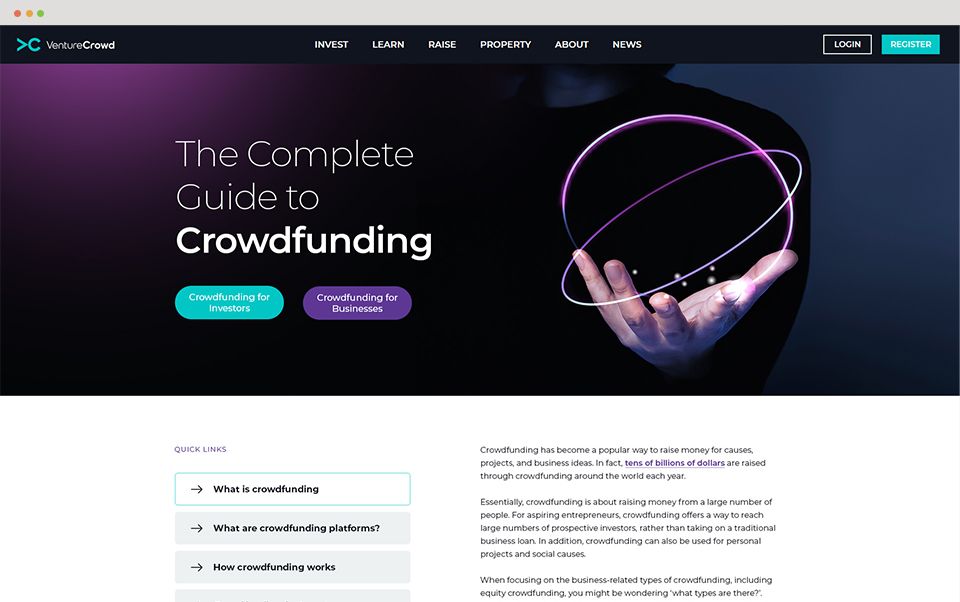 VentureCrowd
INVEST
LEARN
RAISE
PROPERTY
ABOUT
NEWS
LOGIN
REGISTER
The Complete
Guide to
Crowdfunding
Crowdfunding for
Investors
Crowdfunding for
Businesses
QUICK LINKS
What is crowdfunding
What are crowdfunding platforms?
How crowdfunding works
Crowdfunding has become a popular way to raise money for causes,
projects, and business ideas. In fact, tens of billions of dollars are raised
through crowdfunding around the world each year.
Essentially, crowdfunding is about raising money from a large number of
people. For aspiring entrepreneurs, crowdfunding offers a way to reach
large numbers of prospective investors, rather than taking on a traditional
business loan. In addition, crowdfunding can also be used for personal
projects and social causes.
When focusing on the business-related types of crowdfunding, including
equity crowdfunding, you might be wondering ‘what types are there?’.